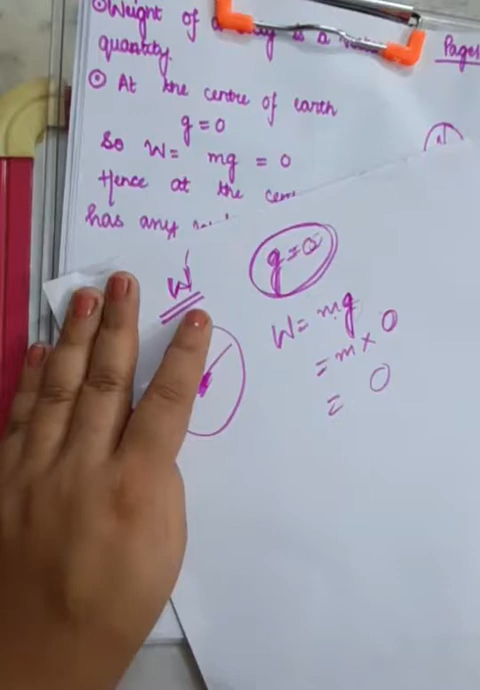 Weight of a is a
quantity.
Page
At the centre of earth
g = 0
So W = mg = 0
Hence at the
has any
W
g = 0
W = mg
= m × 0
= 0